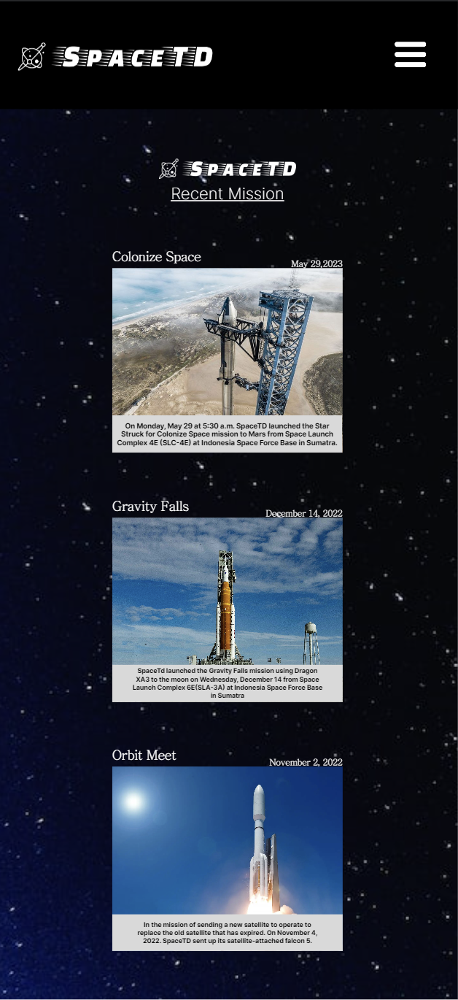 SPACETD
SPACETD
Recent Mission
Colonize Space
May 29,2023
On Monday, May 29 at 5:30 a.m. SpaceTD launched the Star
Struck for Colonize Space mission to Mars from Space Launch
Complex 4E (SLC-4E) at Indonesia Space Force Base in Sumatra.
Gravity Falls
December 14, 2022
SpaceTd launched the Gravity Falls mission using Dragon
XA3 to the moon on Wednesday, December 14 from Space
Launch Complex 6E(SLA-3A) at Indonesia Space Force Base
in Sumatra
Orbit Meet
November 2, 2022
In the mission of sending a new satellite to operate to
replace the old satellite that has expired. On November 4,
2022. SpaceTD sent up its satellite-attached falcon 5.